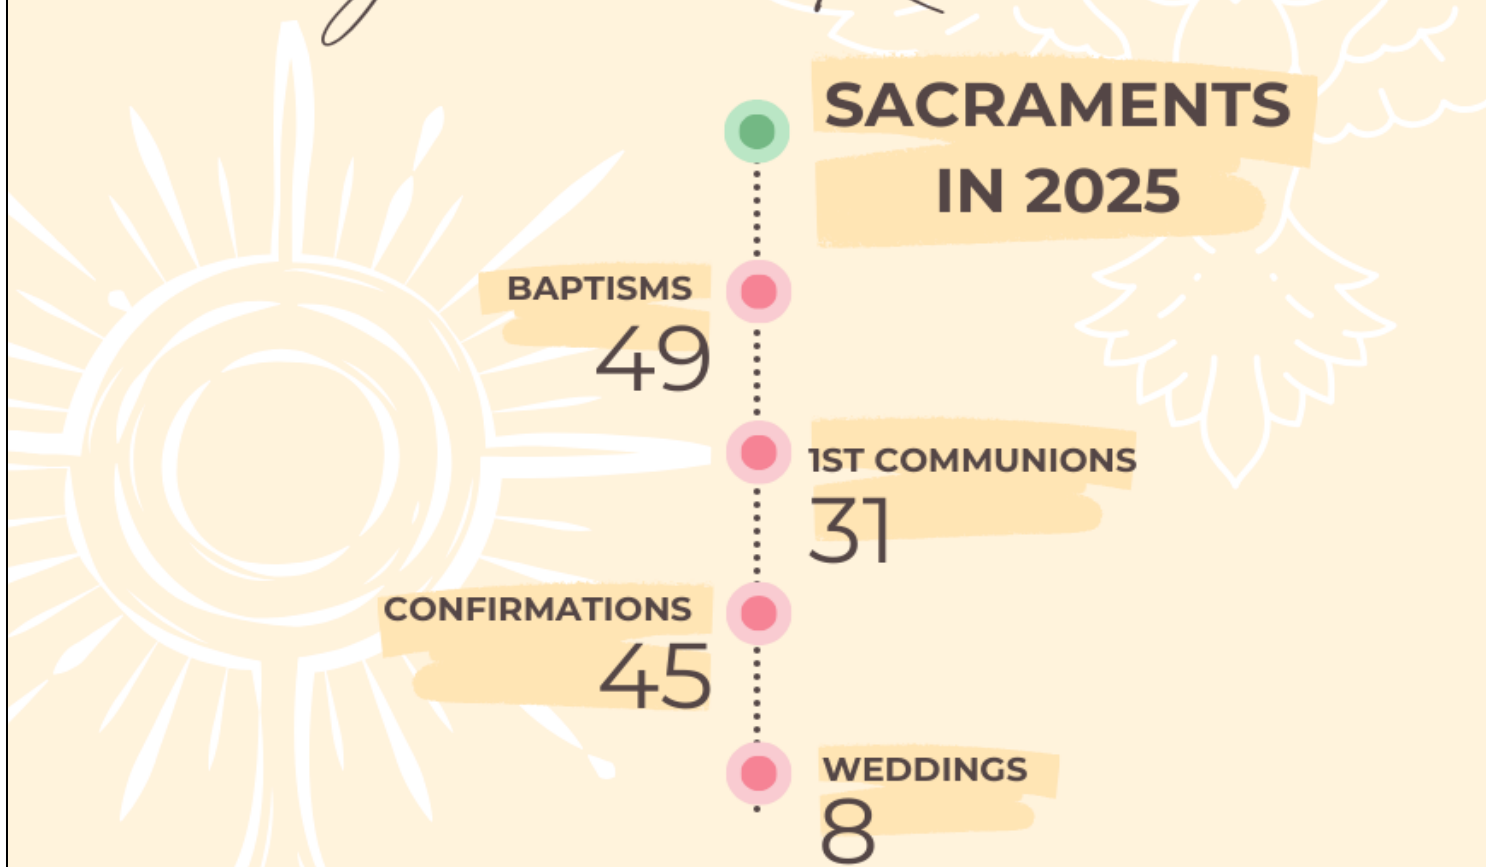 SACRAMENTS
IN 2025
BAPTISMS
49
1ST COMMUNIONS
31
CONFIRMATIONS
45
WEDDINGS
8